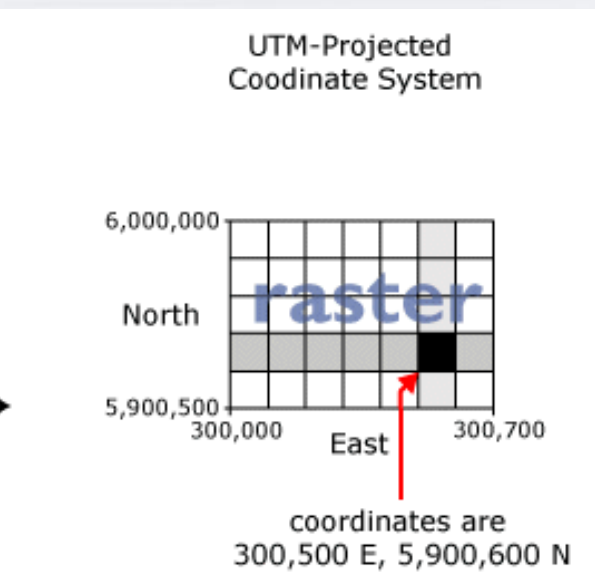 UTM-Projected
Coodinate System
6,000,000
raster
North
5,900,500
300,000
East
300,700
coordinates are
300,500 E, 5,900,600 N